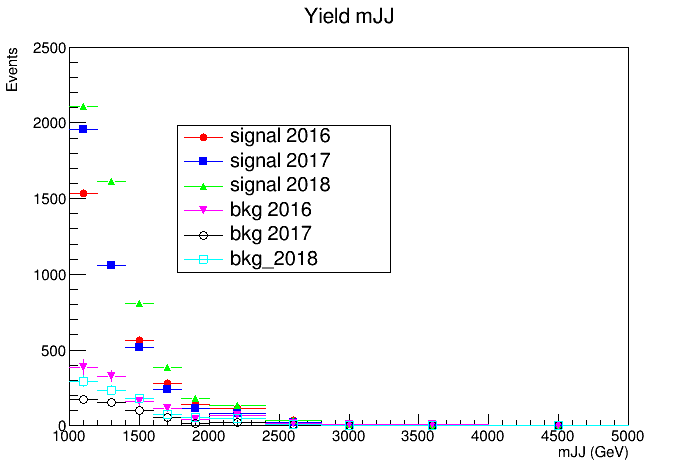 Yield mJJ
Events
2500
2000
1500
1000
500
0
signal 2016
signal 2017
signal 2018
bkg 2016
bkg 2017
bkg_2018
1000 1500 2000 2500 3000 3500 4000 4500 5000
mJJ (GeV)